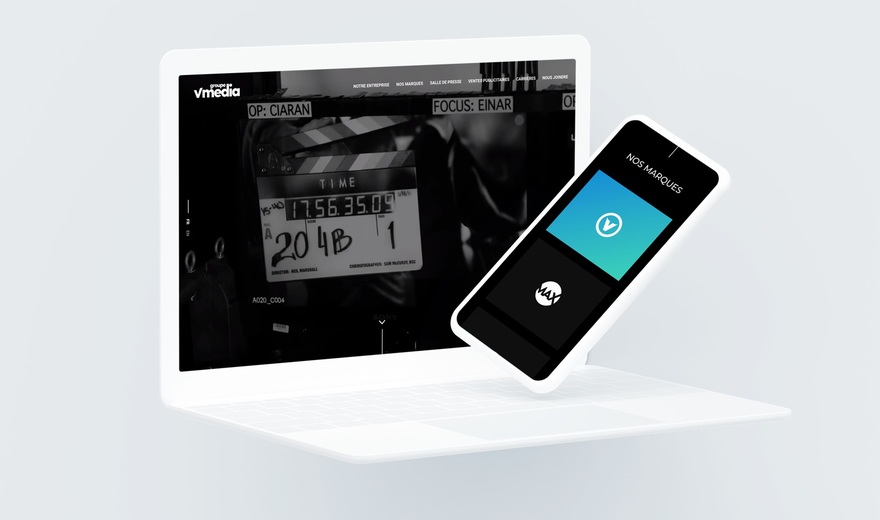 groupe
Vmedia
NOTRE ENTREPRISE NOS MARQUES SALLE DE PRESSE VENTES PUBLICITAIRES CARRIÈRES NOUS JOINDRE
OP: CIARAN
FOCUS: EINAR
TIME
17.56.35.09
A
204B
1
DIRECTOR: NEIL MARSHALL
CINEMATOGRAPHER: SAM McCURDY, BSC
A020_C004
NOS MARQUES
V
MAX